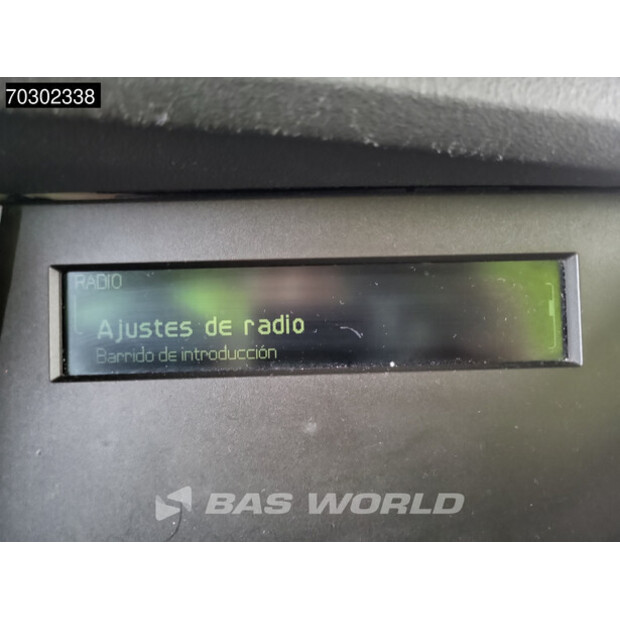 70302338
RADIO
Ajustes de radio
Barrido de introducción
BAS WORLD